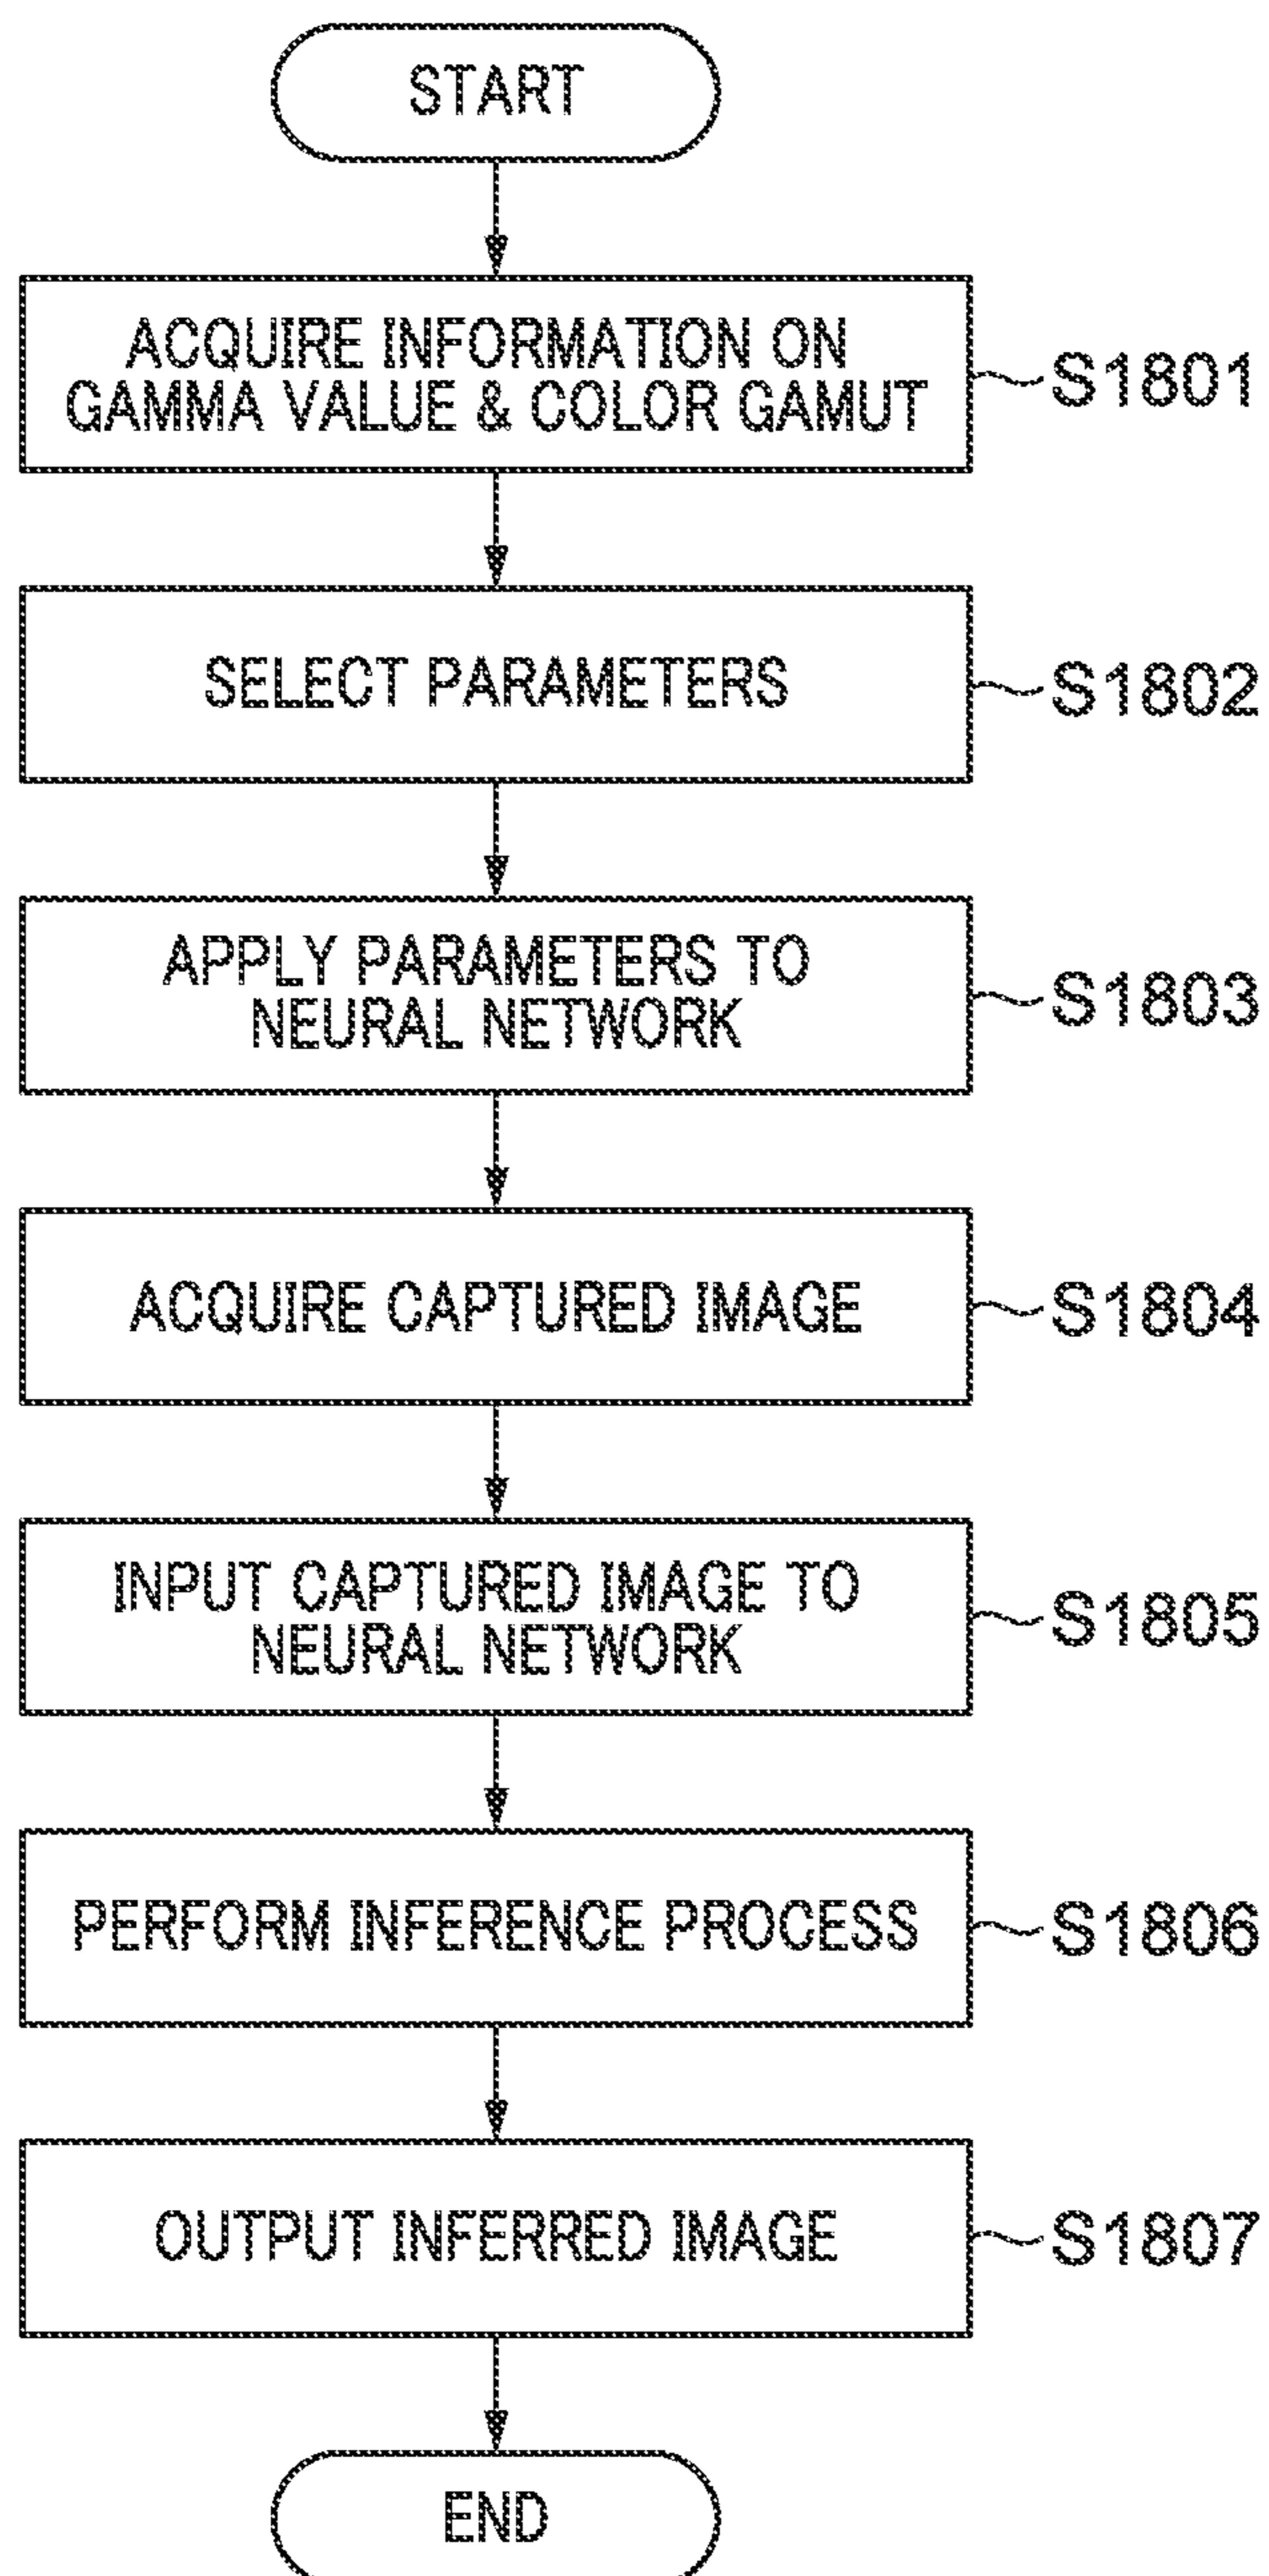 START
ACQUIRE INFORMATION ON
GAMMA VALUE & COLOR GAMUT
S1801
SELECT PARAMETERS
S1802
APPLY PARAMETERS TO
NEURAL NETWORK
S1803
ACQUIRE CAPTURED IMAGE
S1804
INPUT CAPTURED IMAGE TO
NEURAL NETWORK
S1805
PERFORM INFERENCE PROCESS
S1806
OUTPUT INFERRED IMAGE
S1807
END